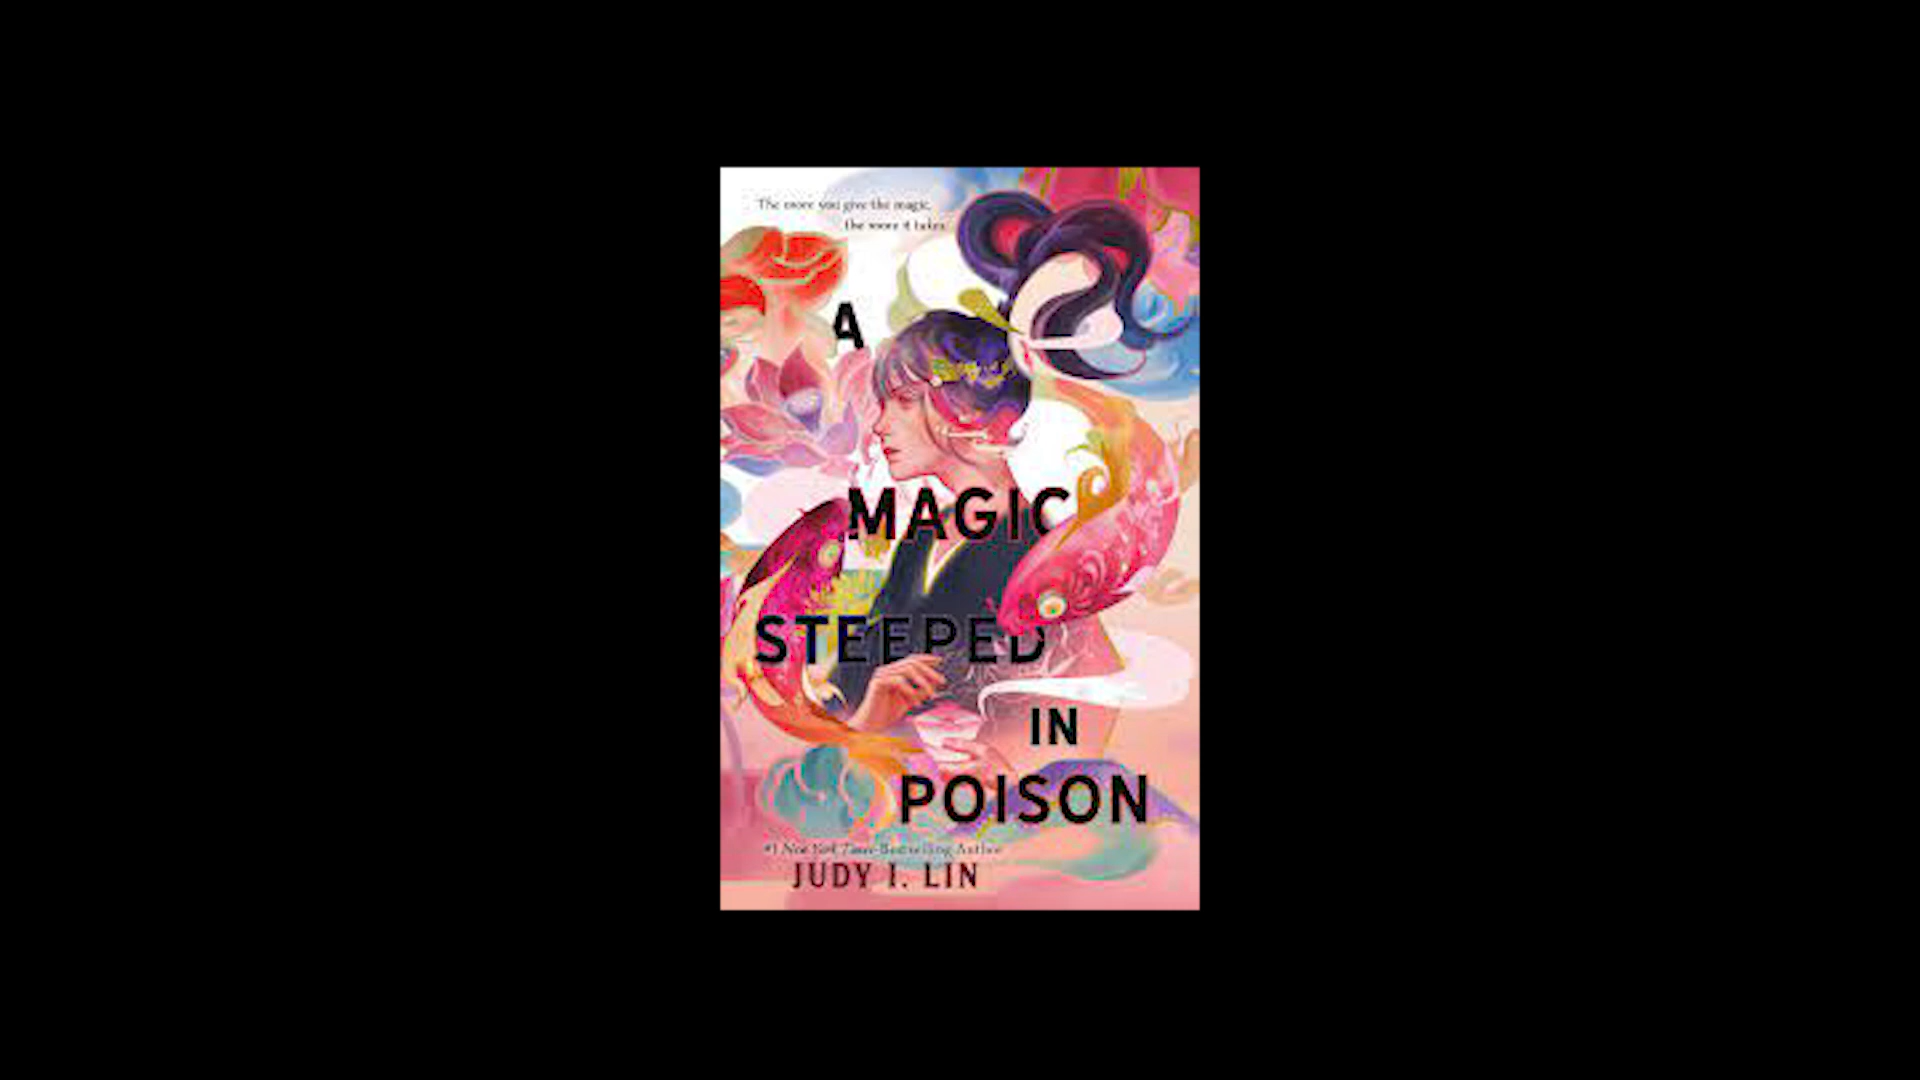 The more you give the magic,
the more it takes.
A
MAGIC
STEEPED
IN
POISON
#1 New York Times-Bestselling Author
JUDY I. LIN